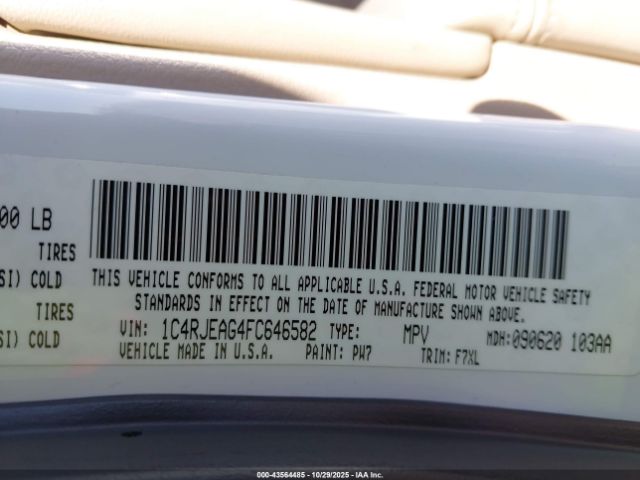 00 LB
TIRES
SI) COLD
TIRES
SI) COLD
THIS VEHICLE CONFORMS TO ALL APPLICABLE U.S.A. FEDERAL MOTOR VEHICLE SAFETY
STANDARDS IN EFFECT ON THE DATE OF MANUFACTURE SHOWN ABOVE.
VIN: 1C4RJEAG4FC646582 TYPE: MPV MDH:090620 103AA
VEHICLE MADE IN U.S.A. PAINT: PW7 TRIM: F7XL
000-43564485 - 10/29/2025 - IAA Inc.